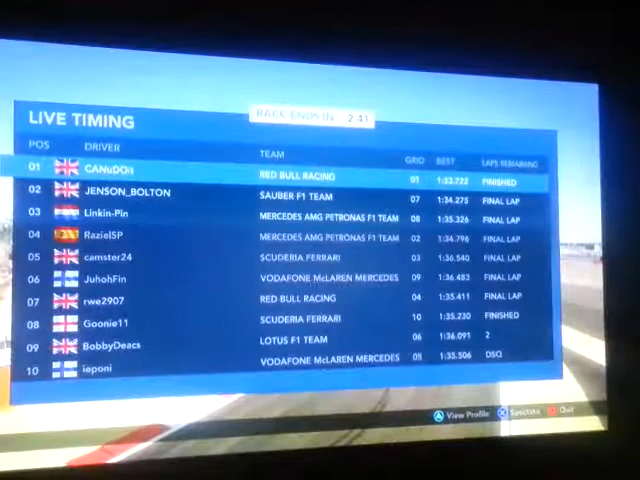 LIVE TIMING
RACE ENDS IN... 2:41
POS DRIVER TEAM GRID BEST LAPS REMAINING
01 CANuDOit RED BULL RACING 01 1:33.722 FINISHED
02 JENSON_BOLTON SAUBER F1 TEAM 07 1:34.275 FINAL LAP
03 Linkin-Pin MERCEDES AMG PETRONAS F1 TEAM 08 1:35.326 FINAL LAP
04 RazielSP MERCEDES AMG PETRONAS F1 TEAM 02 1:34.796 FINAL LAP
05 camster24 SCUDERIA FERRARI 03 1:36.540 FINAL LAP
06 JuhohFin VODAFONE McLAREN MERCEDES 09 1:36.483 FINAL LAP
07 rwe2907 RED BULL RACING 04 1:35.411 FINAL LAP
08 Goonie11 SCUDERIA FERRARI 10 1:35.230 FINISHED
09 BobbyDeacs LOTUS F1 TEAM 06 1:36.091 2
10 ieponi VODAFONE McLAREN MERCEDES 05 1:35.506 DSQ
View Profile Spectate Quit